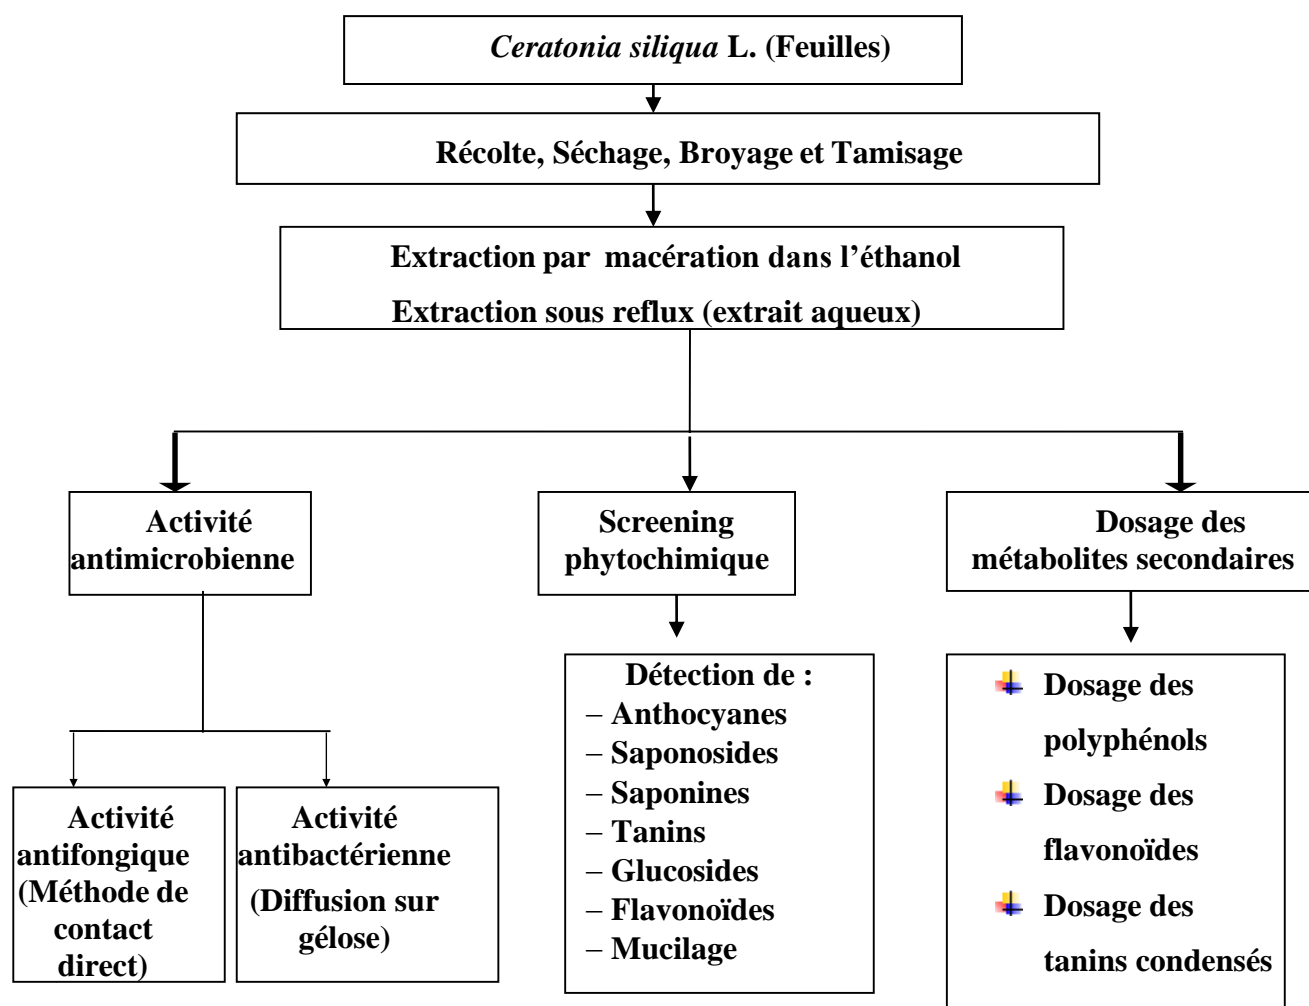 Ceratonia siliqua L. (Feuilles)
Récolte, Séchage, Broyage et Tamisage
Extraction par macération dans l’éthanol
Extraction sous reflux (extrait aqueux)
Activité
antimicrobienne
Screening
phytochimique
Dosage des
métabolites secondaires
Activité
antifongique
(Méthode de
contact
direct)
Activité
antibactérienne
(Diffusion sur
gélose)
Détection de :
– Anthocyanes
– Saponosides
– Saponines
– Tanins
– Glucosides
– Flavonoïdes
– Mucilage
Dosage des
polyphénols
Dosage des
flavonoïdes
Dosage des
tanins condensés